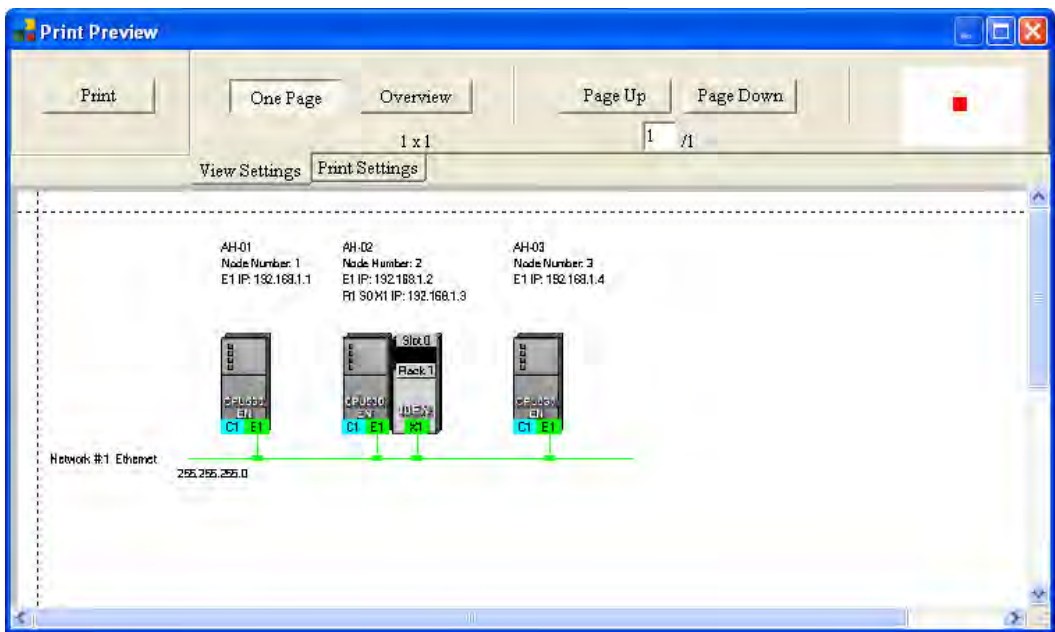 Print Preview
Print
One Page
Overview
Page Up
Page Down
1 x 1
1 /1
View Settings
Print Settings
AH-01
Node Number: 1
E1 IP: 192.168.1.1
AH-02
Node Number: 2
E1 IP: 192.168.1.2
R1 S0 X1 IP: 192.168.1.3
AH-03
Node Number: 3
E1 IP: 192.168.1.4
Slot 0
Rack 1
EN
C1 E1
EN
C1 E1
X1
EN
C1 E1
Network #:1 Ethernet
255.255.255.0